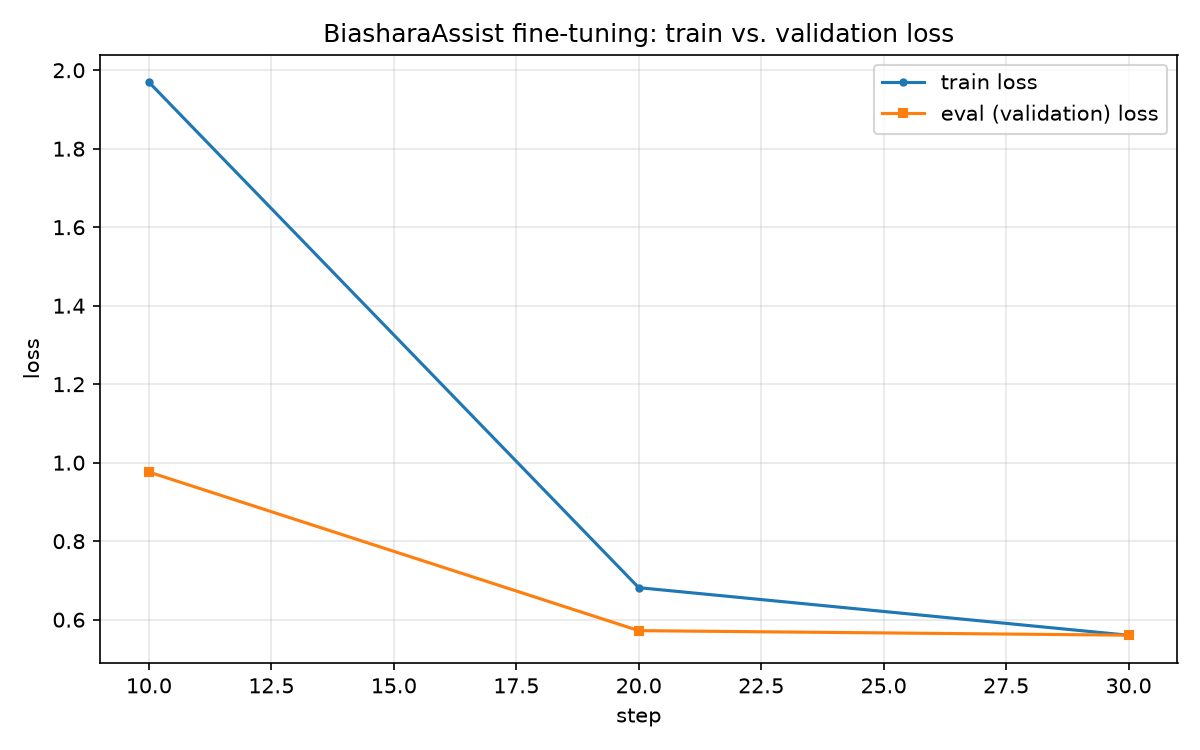 BiasharaAssist fine-tuning: train vs. validation loss
train loss
eval (validation) loss
2.0
1.8
1.6
1.4
1.2
1.0
0.8
0.6
loss
10.0 12.5 15.0 17.5 20.0 22.5 25.0 27.5 30.0
step